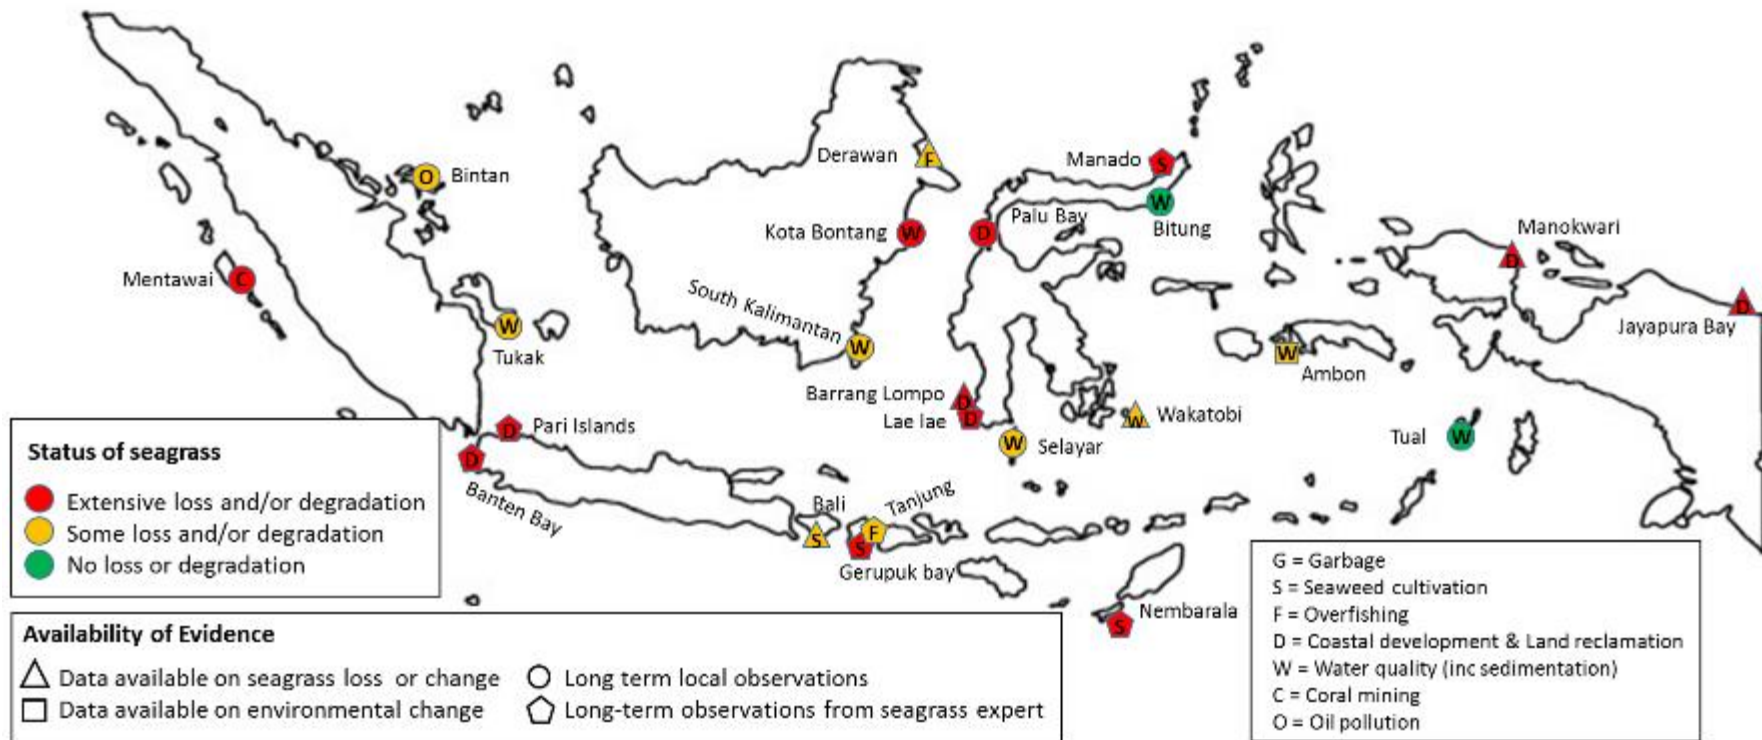 Derawan
F
Manado
S
O
Bintan
W
Bitung
Palu Bay
Kota Bontang
W
D
Manokwari
D
Mentawai
C
South Kalimantan
W
D
Jayapura Bay
W
Tukak
W
Ambon
Barrang Lompo
D
Lae lae
D
W
Wakatobi
D
Pari Islands
W
Selayar
Tual
W
D
Banten Bay
Bali
S
Tanjung
F
S
Gerupuk bay
Nembarala
S
Status of seagrass
Extensive loss and/or degradation
Some loss and/or degradation
No loss or degradation
Availability of Evidence
Data available on seagrass loss or change
Long term local observations
Data available on environmental change
Long-term observations from seagrass expert
G = Garbage
S = Seaweed cultivation
F = Overfishing
D = Coastal development & Land reclamation
W = Water quality (inc sedimentation)
C = Coral mining
O = Oil pollution